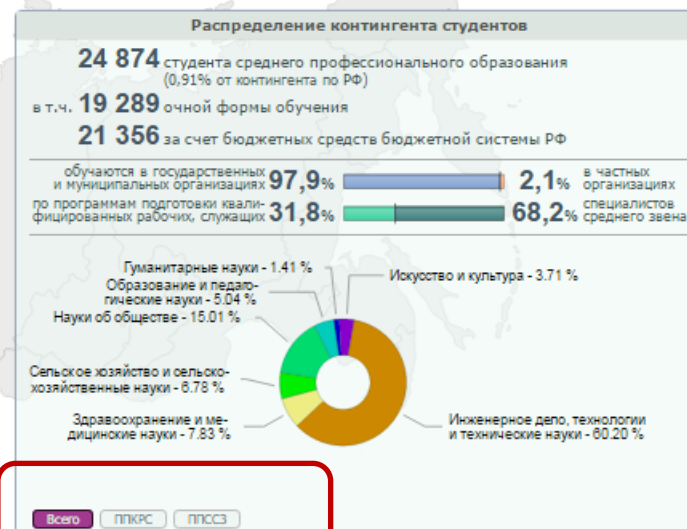 Распределение контингента студентов
24 874 студента среднего профессионального образования
(0,91% от контингента по РФ)
в т.ч. 19 289 очной формы обучения
21 356 за счет бюджетных средств бюджетной системы РФ
обучаются в государственных
и муниципальных организациях 97,9%
2,1% в частных
организациях
по программам подготовки квали-
фицированных рабочих, служащих 31,8%
68,2% специалистов
среднего звена
Гуманитарные науки - 1.41 %
Искусство и культура - 3.71 %
Образование и педаго-
гические науки - 5.04 %
Науки об обществе - 15.01 %
Сельское хозяйство и сельско-
хозяйственные науки - 6.78 %
Здравоохранение и ме-
дицинские науки - 7.83 %
Инженерное дело, технологии
и технические науки - 60.20 %
Всего ППКРС ППССЗ